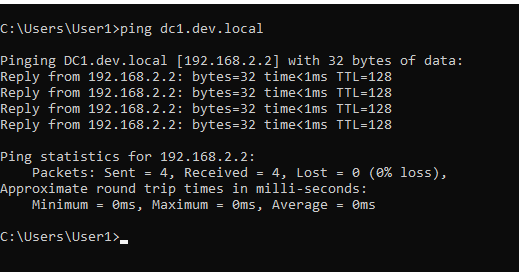 C:\Users\User1>ping dc1.dev.local
Pinging DC1.dev.local [192.168.2.2] with 32 bytes of data:
Reply from 192.168.2.2: bytes=32 time<1ms TTL=128
Reply from 192.168.2.2: bytes=32 time<1ms TTL=128
Reply from 192.168.2.2: bytes=32 time<1ms TTL=128
Reply from 192.168.2.2: bytes=32 time<1ms TTL=128
Ping statistics for 192.168.2.2:
    Packets: Sent = 4, Received = 4, Lost = 0 (0% loss),
Approximate round trip times in milli-seconds:
    Minimum = 0ms, Maximum = 0ms, Average = 0ms
C:\Users\User1>